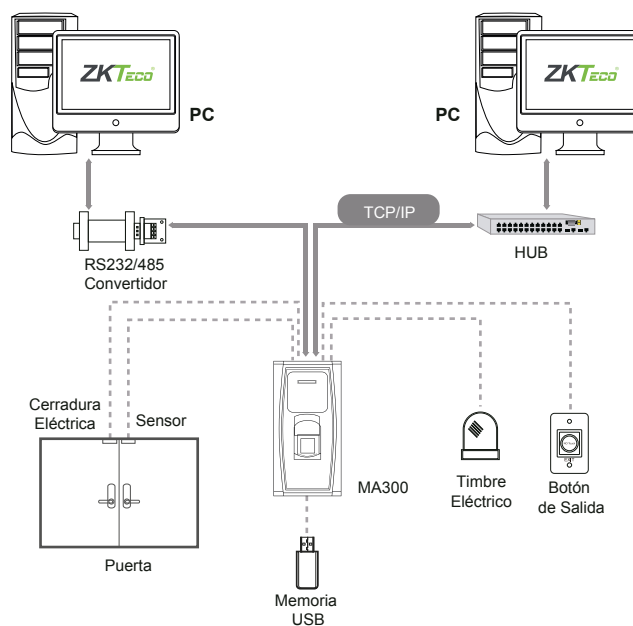 ZKTeco
PC
PC
ZKTeco
TCP/IP
HUB
RS232/485
Convertidor
Cerradura
Eléctrica
Sensor
MA300
Timbre
Eléctrico
Botón
de Salida
Puerta
Memoria
USB